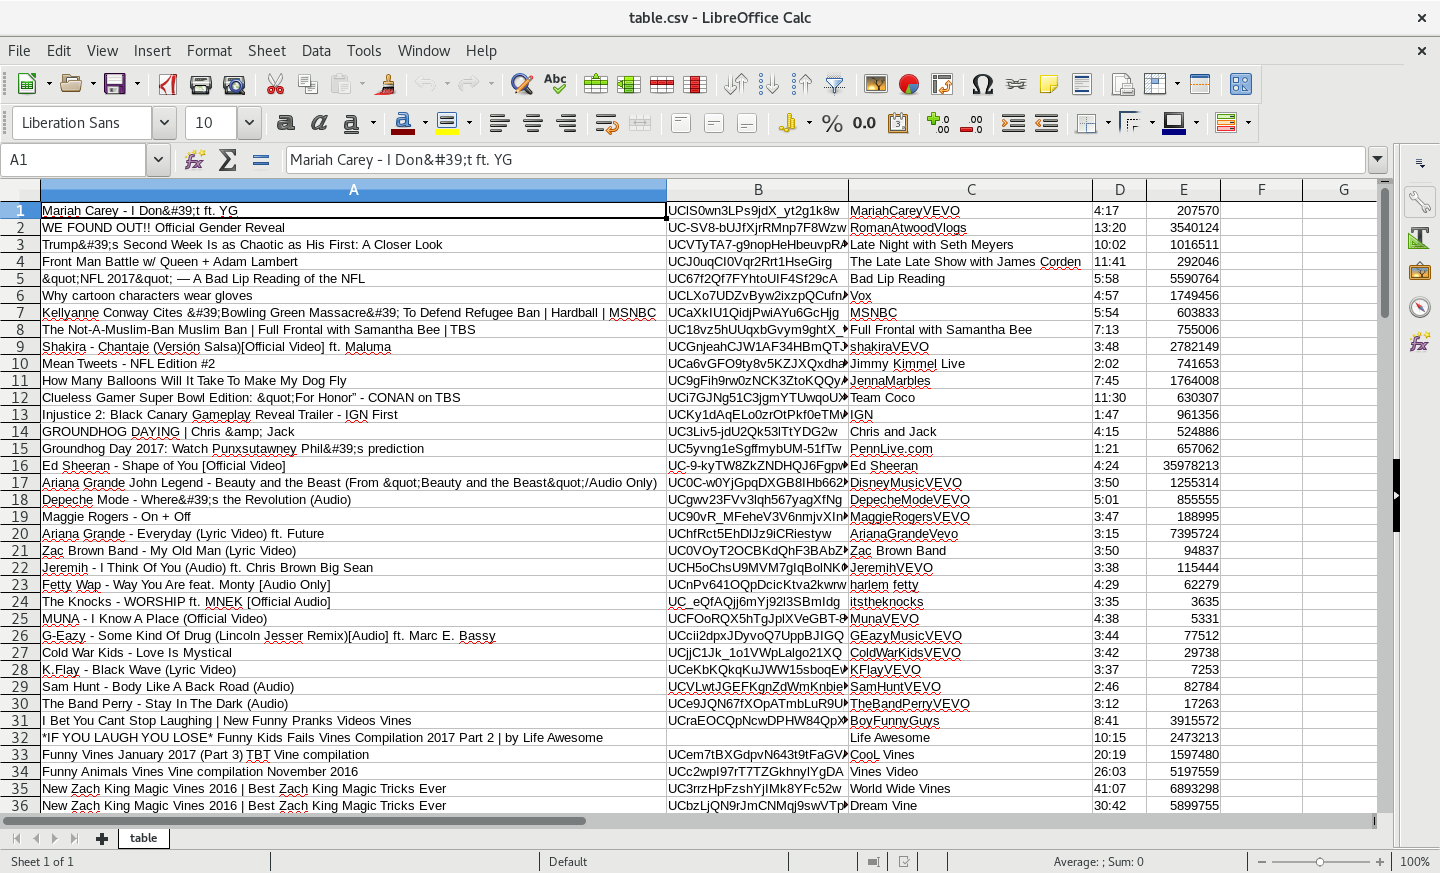 table.csv - LibreOffice Calc
File Edit View Insert Format Sheet Data Tools Window Help
Liberation Sans 10
A1 Mariah Carey - I Don&#39;t ft. YG
A B C D E F G
1 Mariah Carey - I Don&#39;t ft. YG UCIS0wn3LPs9jdX_yt2g1k8w MariahCareyVEVO 4:17 207570
2 WE FOUND OUT!! Official Gender Reveal UC-SV8-bUJfXjrRMnp7F8Wzw RomanAtwoodVlogs 13:20 3540124
3 Trump&#39;s Second Week Is as Chaotic as His First: A Closer Look UCVTyTA7-g9nopHeHbeuvpRA Late Night with Seth Meyers 10:02 1016511
4 Front Man Battle w/ Queen + Adam Lambert UCJ0uqCI0Vqr2Rrt1HseGirg The Late Late Show with James Corden 11:41 292046
5 &quot;NFL 2017&quot; — A Bad Lip Reading of the NFL UC67f2Qf7FYhtoUIF4Sf29cA Bad Lip Reading 5:58 5590764
6 Why cartoon characters wear gloves UCLXo7UDZvByw2ixzpQCufn Vox 4:57 1749456
7 Kellyanne Conway Cites &#39;Bowling Green Massacre&#39; To Defend Refugee Ban | Hardball | MSNBC UCaXkIU1QidjPwiAYu6GcHjg MSNBC 5:54 603833
8 The Not-A-Muslim-Ban Muslim Ban | Full Frontal with Samantha Bee | TBS UC18vz5hUUqxbGvym9ghtX_ Full Frontal with Samantha Bee 7:13 755006
9 Shakira - Chantaje (Versión Salsa)[Official Video] ft. Maluma UCGnjeahCJW1AF34HBmQTJ shakiraVEVO 3:48 2782149
10 Mean Tweets - NFL Edition #2 UCa6vGFO9ty8v5KZJXQxdha Jimmy Kimmel Live 2:02 741653
11 How Many Balloons Will It Take To Make My Dog Fly UC9gFih9rw0zNCK3ZtoKQQy JennaMarbles 7:45 1764008
12 Clueless Gamer Super Bowl Edition: &quot;For Honor” - CONAN on TBS UCi7GJNg51C3jgmYTUwqoUX Team Coco 11:30 630307
13 Injustice 2: Black Canary Gameplay Reveal Trailer - IGN First UCKy1dAqELo0zrOtPkf0eTM IGN 1:47 961356
14 GROUNDHOG DAYING | Chris &amp; Jack UC3Liv5-jdU2Qk53lTtYDG2w Chris and Jack 4:15 524886
15 Groundhog Day 2017: Watch Punxsutawney Phil&#39;s prediction UC5yvng1eSgffmybUM-51fTw PennLive.com 1:21 657062
16 Ed Sheeran - Shape of You [Official Video] UC-9-kyTW8ZkZNDHQJ6Fgpw Ed Sheeran 4:24 35978213
17 Ariana Grande John Legend - Beauty and the Beast (From &quot;Beauty and the Beast&quot;/Audio Only) UC0C-w0YjGpqDXGB8IHb662 DisneyMusicVEVO 3:50 1255314
18 Depeche Mode - Where&#39;s the Revolution (Audio) UCgwv23FVv3lqh567yagXfNg DepecheModeVEVO 5:01 855555
19 Maggie Rogers - On + Off UC90vR_MFeheV3V6nmjvXIn MaggieRogersVEVO 3:47 188995
20 Ariana Grande - Everyday (Lyric Video) ft. Future UChfRct5EhDlJz9iCRiestyw ArianaGrandeVevo 3:15 7395724
21 Zac Brown Band - My Old Man (Lyric Video) UC0VOyT2OCBKdQhF3BAbZ Zac Brown Band 3:50 94837
22 Jeremih - I Think Of You (Audio) ft. Chris Brown Big Sean UCH5oChsU9MVM7glqBolNK JeremihVEVO 3:38 115444
23 Fetty Wap - Way You Are feat. Monty [Audio Only] UCnPv641OQpDcicKtva2kwrw harlem fetty 4:29 62279
24 The Knocks - WORSHIP ft. MNEK [Official Audio] UC_eQfAQjj6mYj92l3SBmIdg itstheknocks 3:35 3635
25 MUNA - I Know A Place (Official Video) UCFOoRQX5hTgJplXVeGBT-8 MunaVEVO 4:38 5331
26 G-Eazy - Some Kind Of Drug (Lincoln Jesser Remix)[Audio] ft. Marc E. Bassy UCcii2dpxJDyvoQ7UppBJIGQ GEazyMusicVEVO 3:44 77512
27 Cold War Kids - Love Is Mystical UCjjC1Jk_1o1VWpLalgo21XQ ColdWarKidsVEVO 3:42 29738
28 K.Flay - Black Wave (Lyric Video) UCeKbKQkqKuJWW15sboqEv KFlayVEVO 3:37 7253
29 Sam Hunt - Body Like A Back Road (Audio) UCVLwtJGEFKgnZdWmKnbie SamHuntVEVO 2:46 82784
30 The Band Perry - Stay In The Dark (Audio) UCe9JQN67fXOpATmbLuR9U TheBandPerryVEVO 3:12 17263
31 I Bet You Cant Stop Laughing | New Funny Pranks Videos Vines UCraEOCQpNcwDPHW84QpX BoyFunnyGuys 8:41 3915572
32 *IF YOU LAUGH YOU LOSE* Funny Kids Fails Vines Compilation 2017 Part 2 | by Life Awesome Life Awesome 10:15 2473213
33 Funny Vines January 2017 (Part 3) TBT Vine compilation UCem7tBXGdpvN643t9tFaGV CooL Vines 20:19 1597480
34 Funny Animals Vines Vine compilation November 2016 UCc2wpI97rT7TZGkhnylYgDA Vines Video 26:03 5197559
35 New Zach King Magic Vines 2016 | Best Zach King Magic Tricks Ever UC3rrzHpFzshYjIMk8YFc52w World Wide Vines 41:07 6893298
36 New Zach King Magic Vines 2016 | Best Zach King Magic Tricks Ever UCbzLjQN9rJmCNMqj9swVTp Dream Vine 30:42 5899755
table
Sheet 1 of 1 Default Average: ; Sum: 0 100%